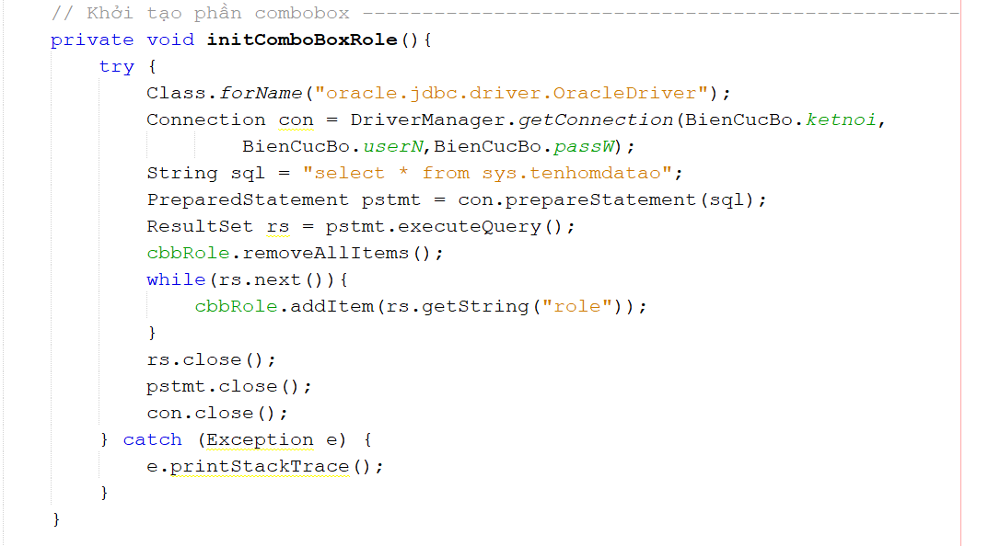 // Khởi tạo phần combobox --------------------------------------------------
private void initComboBoxRole(){
try {
Class.forName("oracle.jdbc.driver.OracleDriver");
Connection con = DriverManager.getConnection(BienCucBo.ketnoi,
BienCucBo.userN,BienCucBo.passW);
String sql = "select * from sys.tenhomdatao";
PreparedStatement pstmt = con.prepareStatement(sql);
ResultSet rs = pstmt.executeQuery();
cbbRole.removeAllItems();
while(rs.next()){
cbbRole.addItem(rs.getString("role"));
}
rs.close();
pstmt.close();
con.close();
} catch (Exception e) {
e.printStackTrace();
}
}